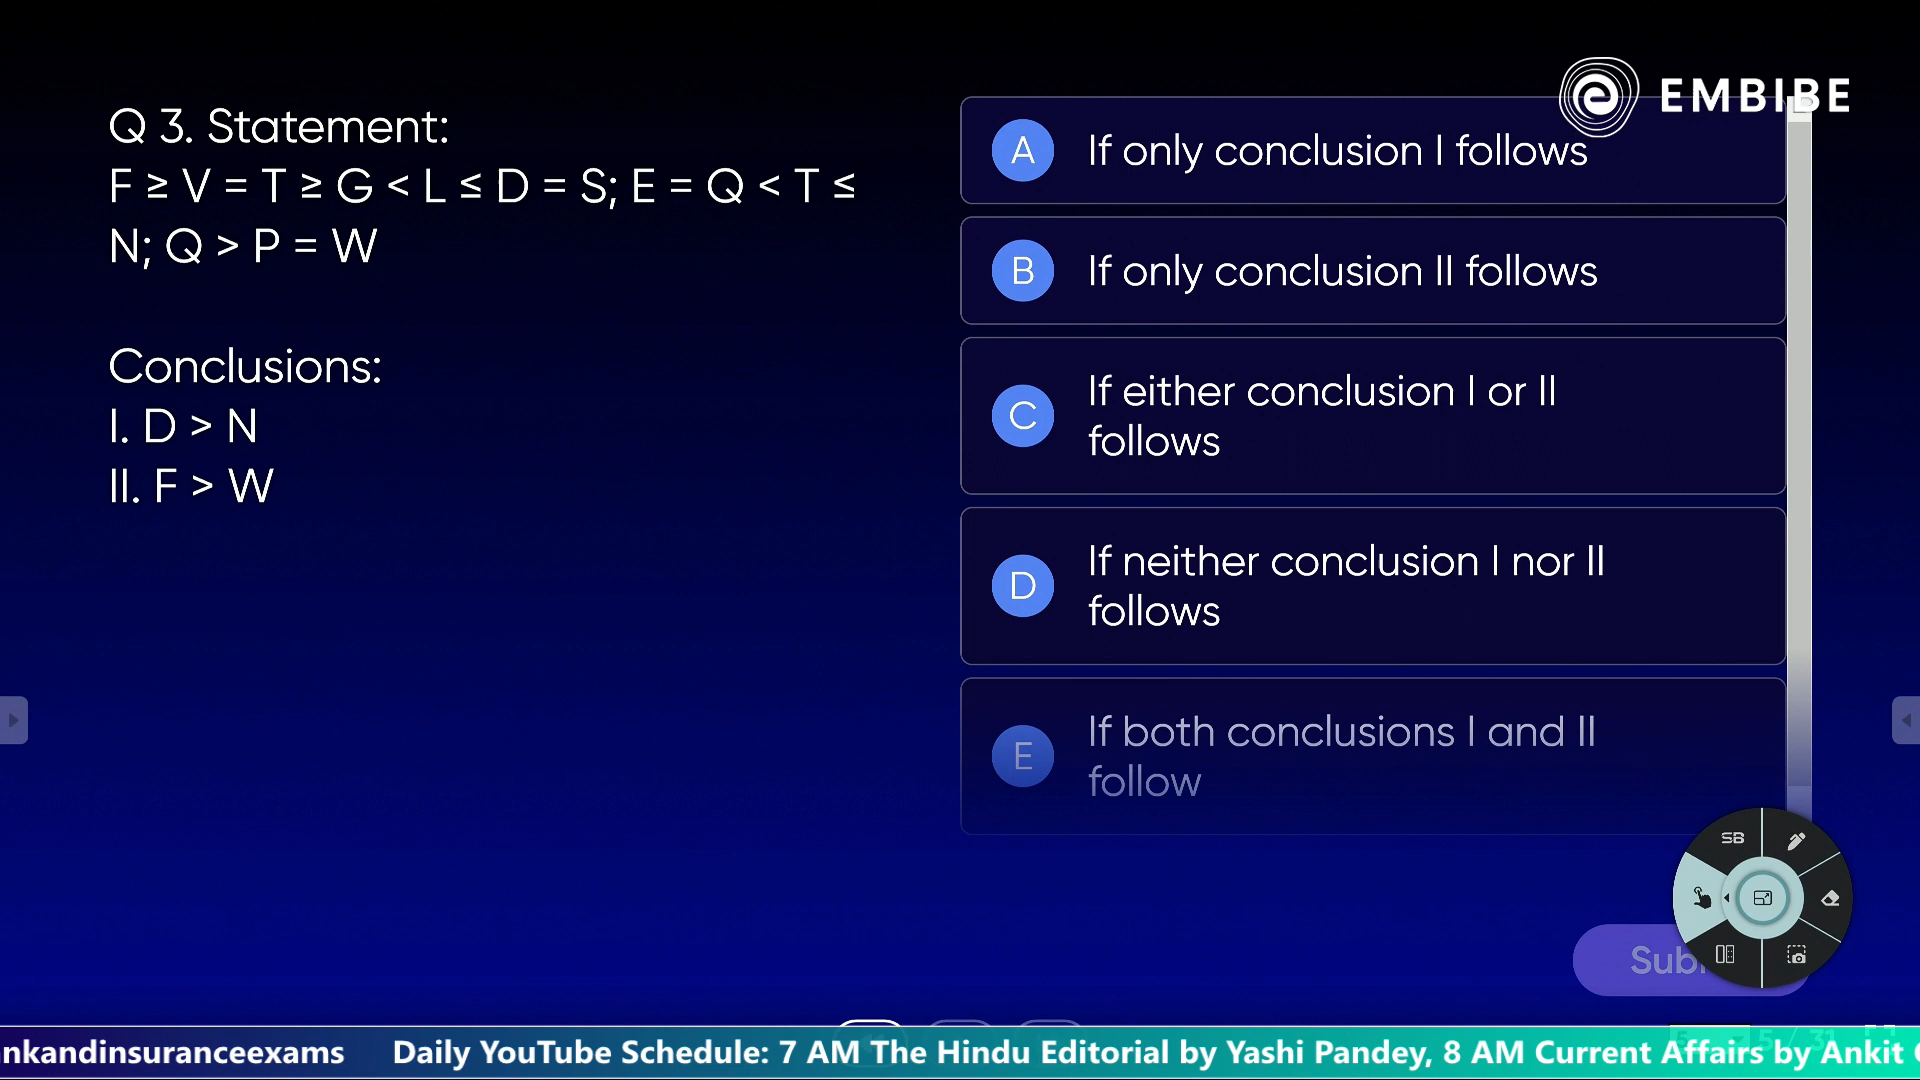 EMBIBE
Q 3. Statement:
F ≥ V = T ≥ G < L ≤ D = S; E = Q < T ≤
N; Q > P = W
Conclusions:
I. D > N
II. F > W
A If only conclusion I follows
B If only conclusion II follows
C If either conclusion I or II
follows
D If neither conclusion I nor II
follows
E If both conclusions I and II
follow
SB
Sub
nkandinsuranceexams Daily YouTube Schedule: 7 AM The Hindu Editorial by Yashi Pandey, 8 AM Current Affairs by Ankit